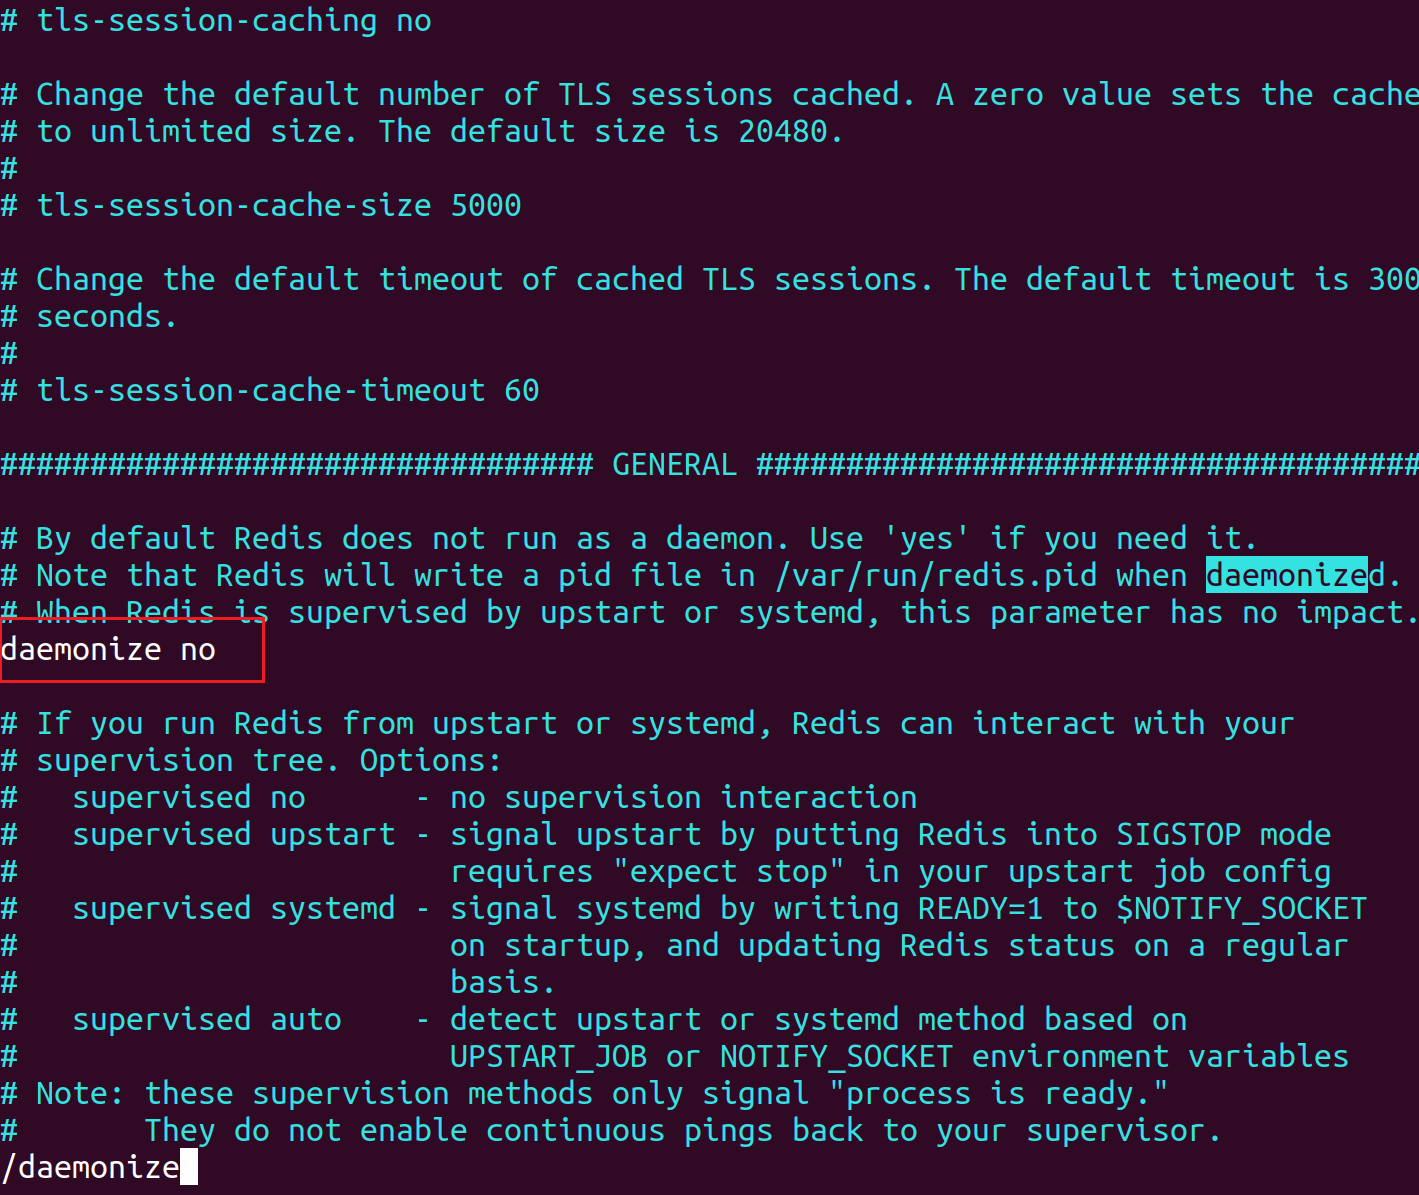 # tls-session-caching no
# Change the default number of TLS sessions cached. A zero value sets the cache
# to unlimited size. The default size is 20480.
#
# tls-session-cache-size 5000
# Change the default timeout of cached TLS sessions. The default timeout is 300
# seconds.
#
# tls-session-cache-timeout 60
################################# GENERAL #####################################
# By default Redis does not run as a daemon. Use 'yes' if you need it.
# Note that Redis will write a pid file in /var/run/redis.pid when daemonized.
# When Redis is supervised by upstart or systemd, this parameter has no impact.
daemonize no
# If you run Redis from upstart or systemd, Redis can interact with your
# supervision tree. Options:
#   supervised no      - no supervision interaction
#   supervised upstart - signal upstart by putting Redis into SIGSTOP mode
#                        requires "expect stop" in your upstart job config
#   supervised systemd - signal systemd by writing READY=1 to $NOTIFY_SOCKET
#                        on startup, and updating Redis status on a regular
#                        basis.
#   supervised auto    - detect upstart or systemd method based on
#                        UPSTART_JOB or NOTIFY_SOCKET environment variables
# Note: these supervision methods only signal "process is ready."
#       They do not enable continuous pings back to your supervisor.
/daemonize